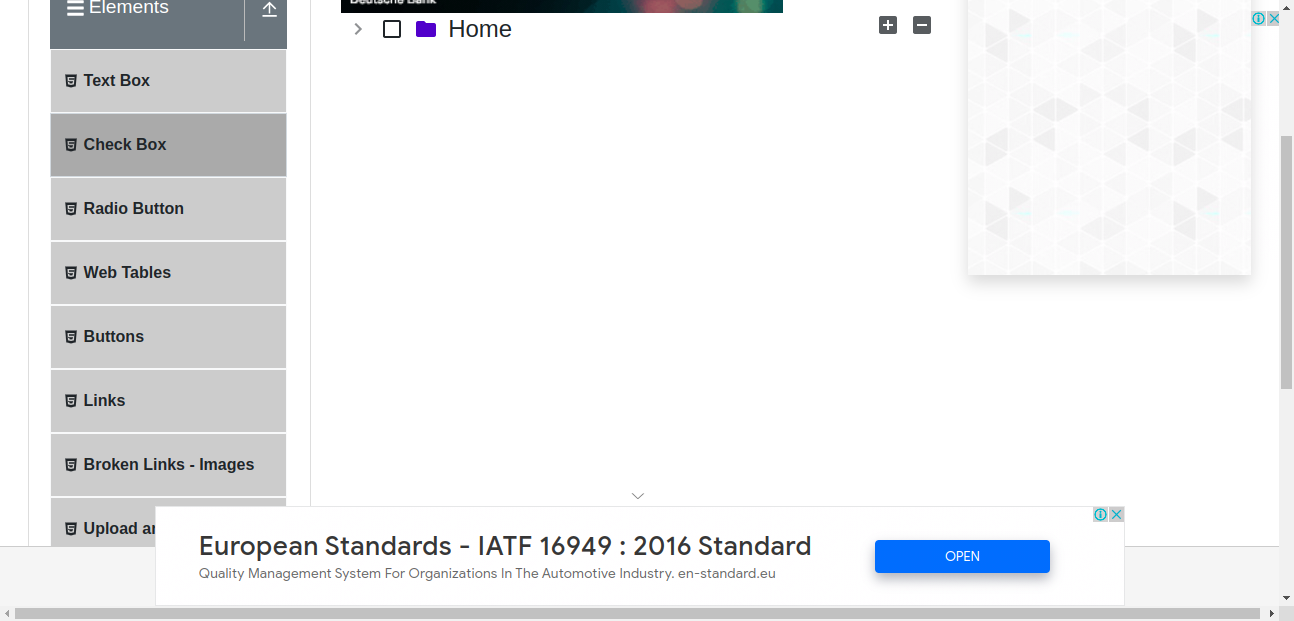 Elements
Deutsche Bank
Home
Text Box
Check Box
Radio Button
Web Tables
Buttons
Links
Broken Links - Images
Upload
European Standards - IATF 16949 : 2016 Standard
Quality Management System For Organizations In The Automotive Industry. en-standard.eu
OPEN